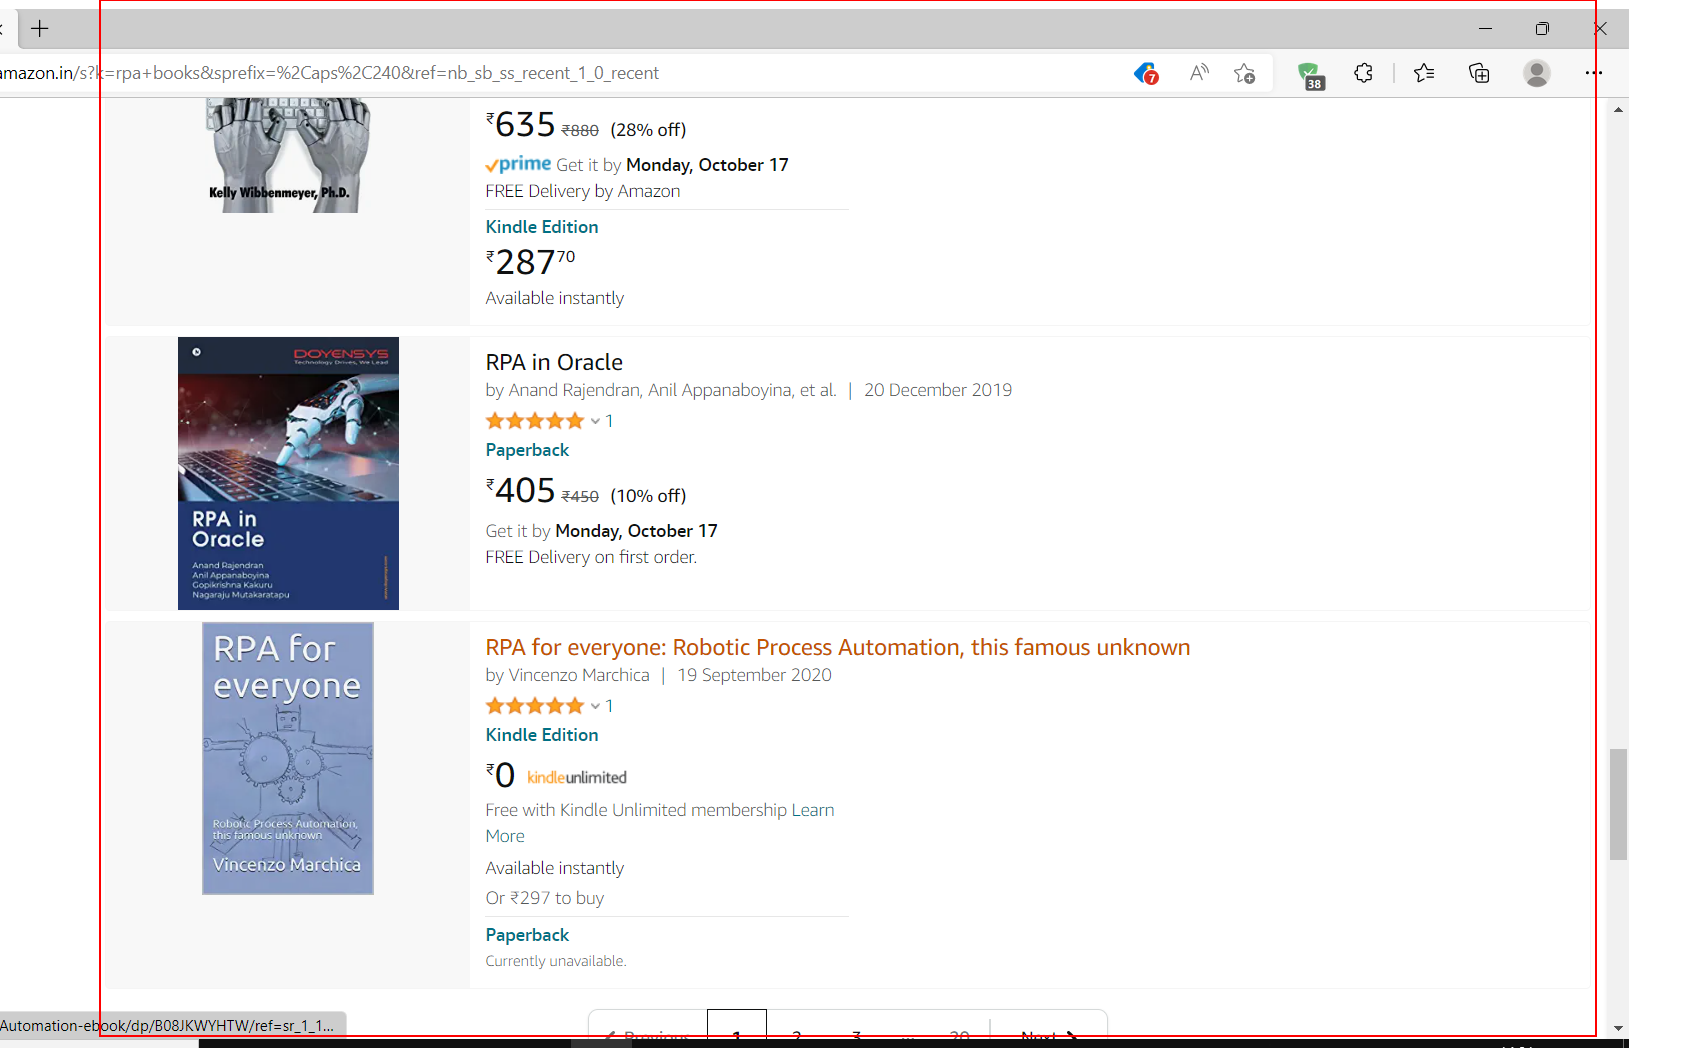 amazon.in/s?k=rpa+books&sprefix=%2Caps%2C240&ref=nb_sb_ss_recent_1_0_recent
7
38
Kelly Wibbenmeyer, Ph.D.
₹635 ₹880 (28% off)
prime Get it by Monday, October 17
FREE Delivery by Amazon
Kindle Edition
₹287 70
Available instantly
DOYENSYS
Technology Drives, We Lead
RPA in
Oracle
Anand Rajendran
Anil Appanaboyina
Gopikrishna Kakuru
Nagaraju Mutakaratapu
RPA in Oracle
by Anand Rajendran, Anil Appanaboyina, et al. | 20 December 2019
1
Paperback
₹405 ₹450 (10% off)
Get it by Monday, October 17
FREE Delivery on first order.
RPA for
everyone
Robotic Process Automation,
this famous unknown
Vincenzo Marchica
RPA for everyone: Robotic Process Automation, this famous unknown
by Vincenzo Marchica | 19 September 2020
1
Kindle Edition
₹0 kindleunlimited
Free with Kindle Unlimited membership Learn
More
Available instantly
Or ₹297 to buy
Paperback
Currently unavailable.
Automation-ebook/dp/B08JKWYHTW/ref=sr_1_1...
Previous 1 2 3 ... 20 Next